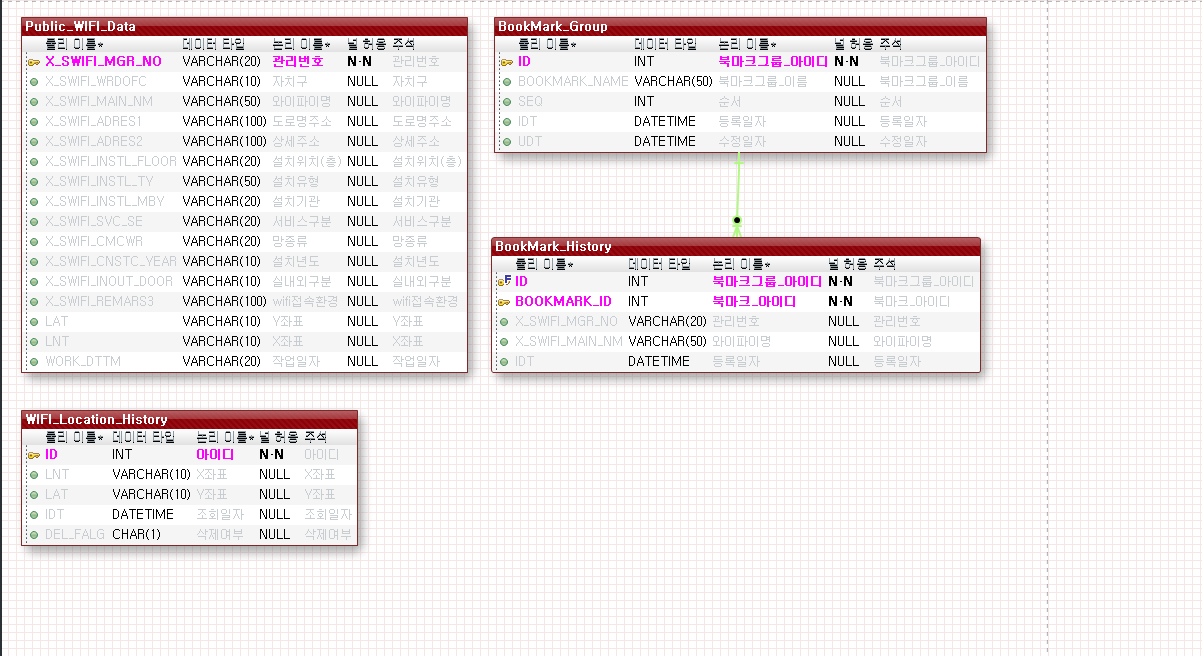 Public_WIFI_Data
물리 이름* 데이터 타입 논리 이름* 널 허용 주석
X_SWIFI_MGR_NO VARCHAR(20) 관리번호 N-N 관리번호
X_SWIFI_WRDOFC VARCHAR(10) 자치구 NULL 자치구
X_SWIFI_MAIN_NM VARCHAR(50) 와이파이명 NULL 와이파이명
X_SWIFI_ADRES1 VARCHAR(100) 도로명주소 NULL 도로명주소
X_SWIFI_ADRES2 VARCHAR(100) 상세주소 NULL 상세주소
X_SWIFI_INSTL_FLOOR VARCHAR(20) 설치위치(층) NULL 설치위치(층)
X_SWIFI_INSTL_TY VARCHAR(50) 설치유형 NULL 설치유형
X_SWIFI_INSTL_MBY VARCHAR(20) 설치기관 NULL 설치기관
X_SWIFI_SVC_SE VARCHAR(20) 서비스구분 NULL 서비스구분
X_SWIFI_CMCWR VARCHAR(20) 망종류 NULL 망종류
X_SWIFI_CNSTC_YEAR VARCHAR(20) 설치년도 NULL 설치년도
X_SWIFI_INOUT_DOOR VARCHAR(10) 실내외구분 NULL 실내외구분
X_SWIFI_REMARS3 VARCHAR(100) wifi접속환경 NULL wifi접속환경
LAT VARCHAR(10) Y좌표 NULL Y좌표
LNT VARCHAR(10) X좌표 NULL X좌표
WORK_DTTM VARCHAR(20) 작업일자 NULL 작업일자
BookMark_Group
물리 이름* 데이터 타입 논리 이름* 널 허용 주석
ID INT 북마크그룹_아이디 N-N 북마크그룹_아이디
BOOKMARK_NAME VARCHAR(50) 북마크그룹_이름 NULL 북마크그룹_이름
SEQ INT 순서 NULL 순서
IDT DATETIME 등록일자 NULL 등록일자
UDT DATETIME 수정일자 NULL 수정일자
BookMark_History
물리 이름* 데이터 타입 논리 이름* 널 허용 주석
F ID INT 북마크그룹_아이디 N-N 북마크그룹_아이디
BOOKMARK_ID INT 북마크_아이디 N-N 북마크_아이디
X_SWIFI_MGR_NO VARCHAR(20) 관리번호 NULL 관리번호
X_SWIFI_MAIN_NM VARCHAR(50) 와이파이명 NULL 와이파이명
IDT DATETIME 등록일자 NULL 등록일자
WIFI_Location_History
물리 이름* 데이터 타입 논리 이름* 널 허용 주석
ID INT 아이디 N-N 아이디
LNT VARCHAR(10) X좌표 NULL X좌표
LAT VARCHAR(10) Y좌표 NULL Y좌표
IDT DATETIME 조회일자 NULL 조회일자
DEL_FALG CHAR(1) 삭제여부 NULL 삭제여부